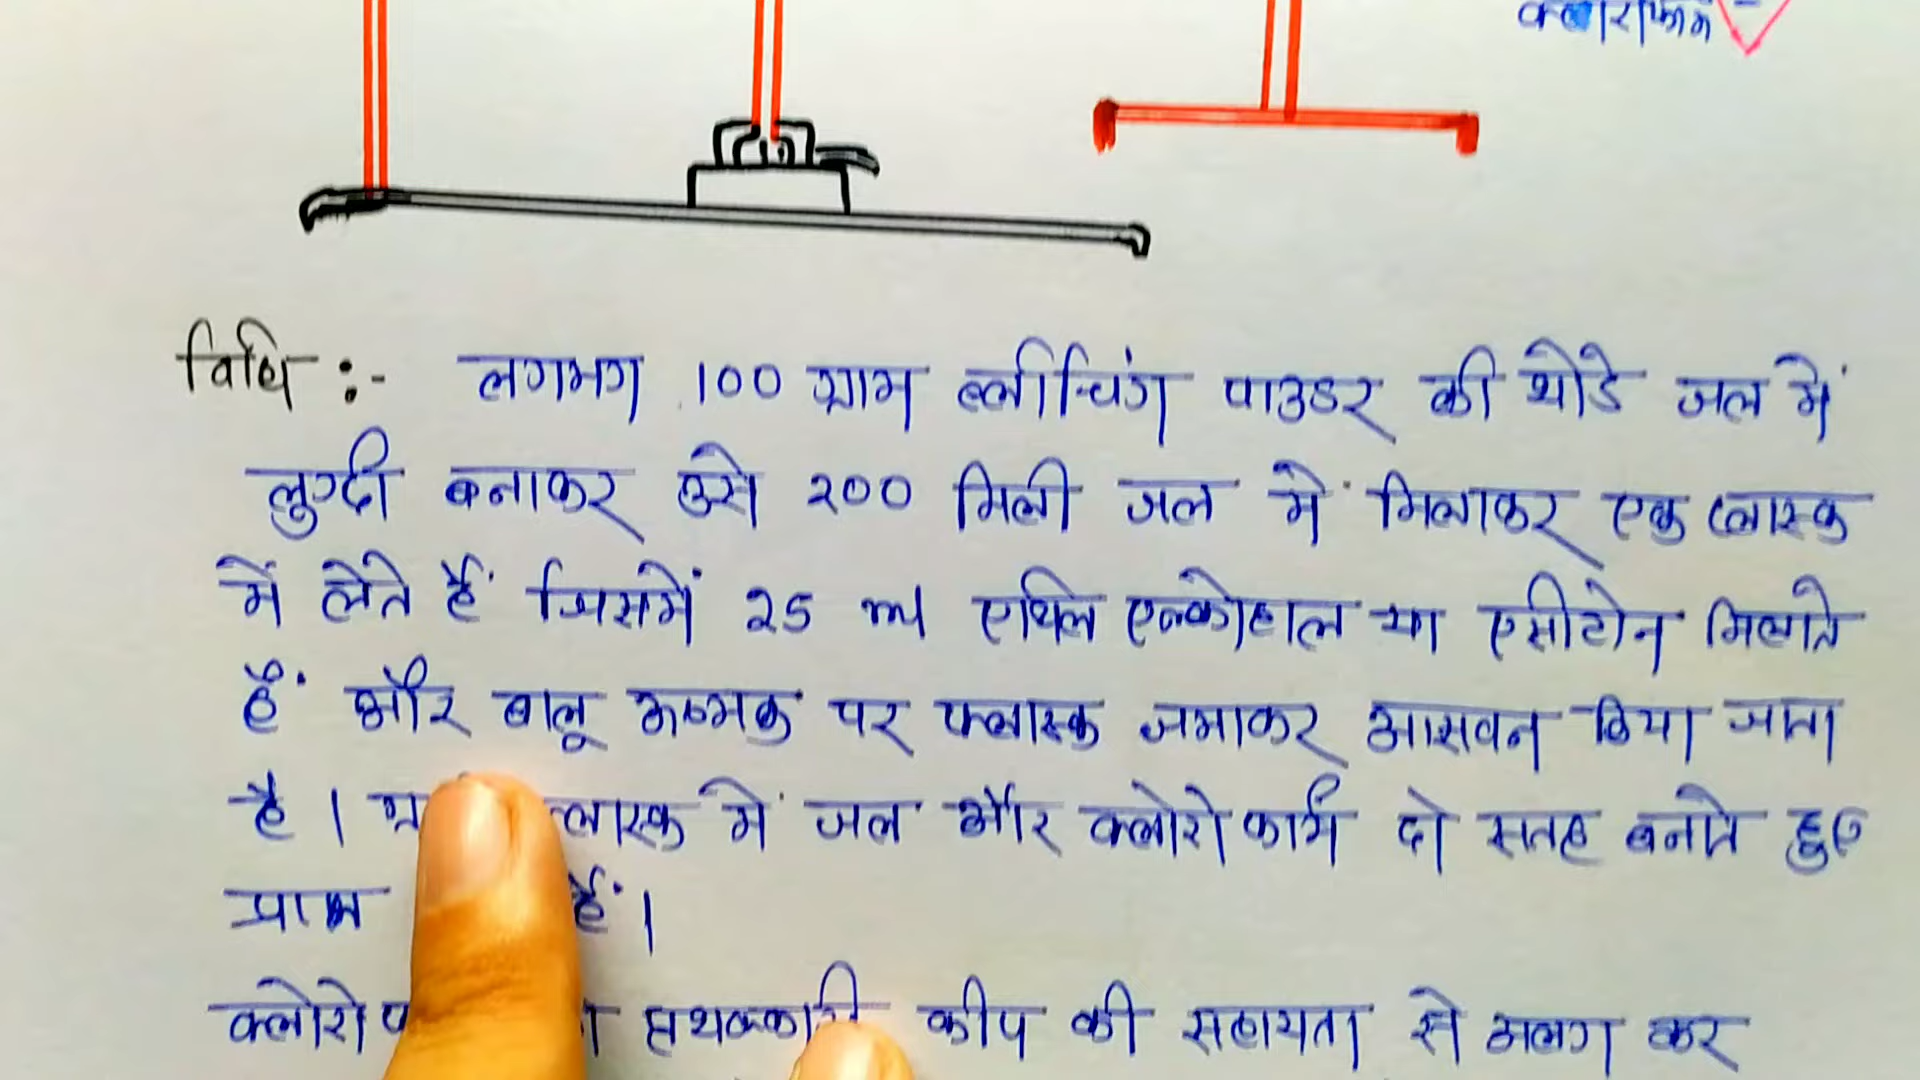 क्लोरोफार्म
विधि :- लगभग 100 ग्राम ब्लीचिंग पाउडर की थोडे जल में
लुग्दी बनाकर उसे 200 मिली जल में मिलाकर एक फ्लास्क
में लेते हैं जिसमें 25 ml एथिल एल्कोहाल या एसीटोन मिलाते
हैं और बालू ऊष्मक पर फ्लास्क जमाकर आसवन किया जाता
है। लास्क में जल और क्लोरोफार्म दो सतह बनाते हुए
प्राप्त हैं।
क्लोरो पृथक्कारी कीप की सहायता से अलग कर